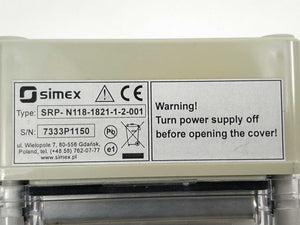 simex
Type: SRP- N118-1821-1-2-001
S/N: 7333P1150
ul. Wielopole 7, 80-556 Gdańsk,
Poland, tel. (+48 58) 762-07-77
www.simex.pl
CE
Pb
e1
Warning!
Turn power supply off
before opening the cover!